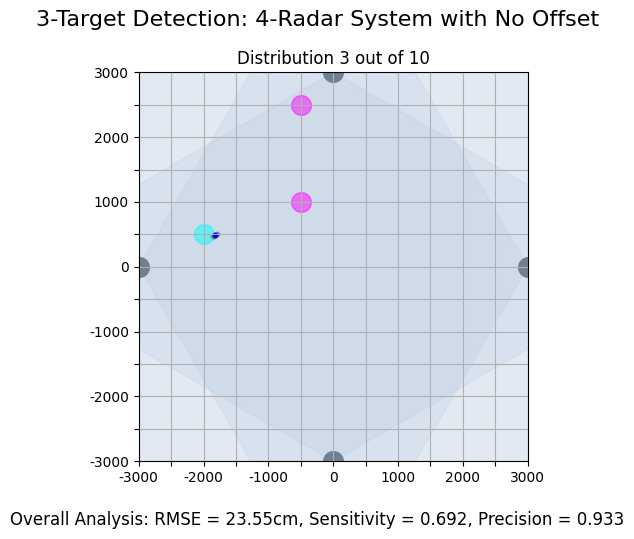 3-Target Detection: 4-Radar System with No Offset
Distribution 3 out of 10
3000
2000
1000
0
-1000
-2000
-3000
-3000 -2000 -1000 0 1000 2000 3000
Overall Analysis: RMSE = 23.55cm, Sensitivity = 0.692, Precision = 0.933